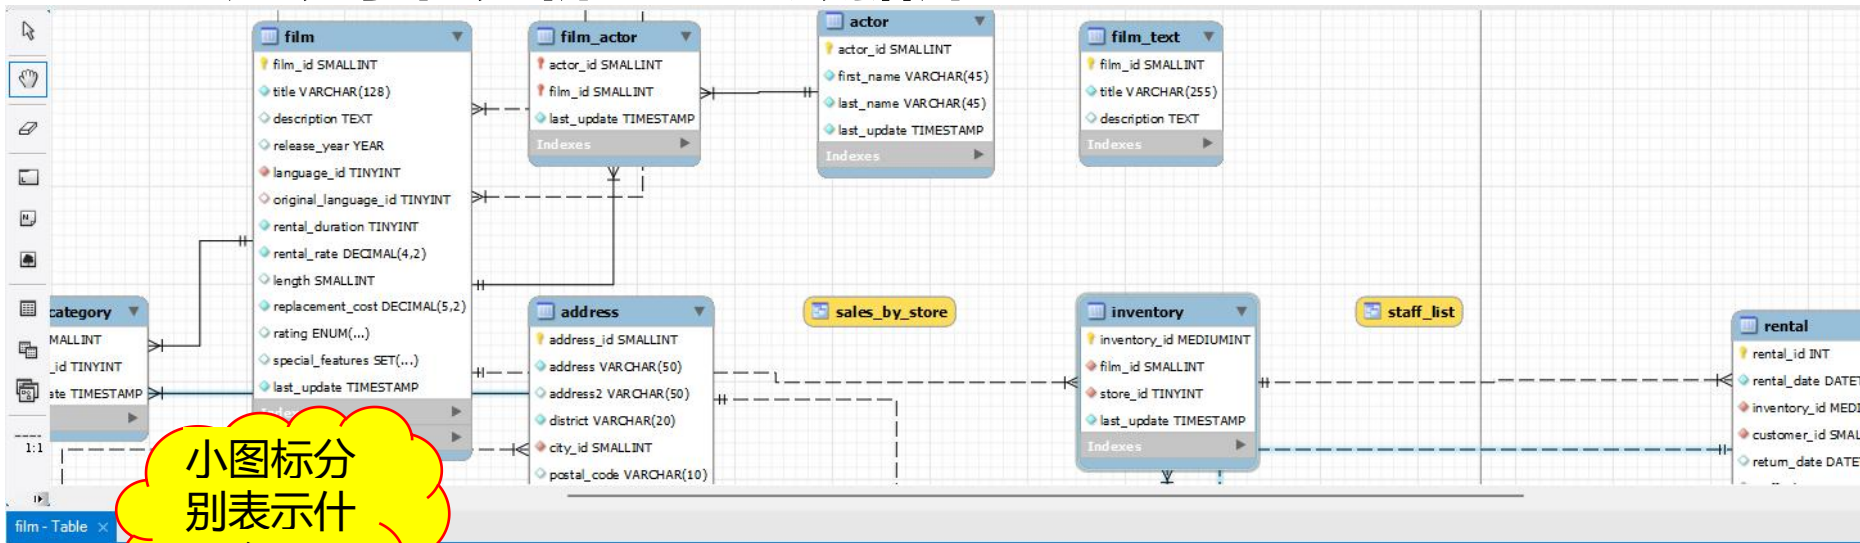 film
film_id SMALLINT
title VARCHAR(128)
description TEXT
release_year YEAR
language_id TINYINT
original_language_id TINYINT
rental_duration TINYINT
rental_rate DECIMAL(4,2)
length SMALLINT
replacement_cost DECIMAL(5,2)
rating ENUM(...)
special_features SET(...)
last_update TIMESTAMP
film_actor
actor_id SMALLINT
film_id SMALLINT
last_update TIMESTAMP
Indexes
actor
actor_id SMALLINT
first_name VARCHAR(45)
last_name VARCHAR(45)
last_update TIMESTAMP
Indexes
film_text
film_id SMALLINT
title VARCHAR(255)
description TEXT
Indexes
category
MALLINT
_id TINYINT
ate TIMESTAMP
address
address_id SMALLINT
address VARCHAR(50)
address2 VARCHAR(50)
district VARCHAR(20)
city_id SMALLINT
postal_code VARCHAR(10)
sales_by_store
inventory
inventory_id MEDIUMINT
film_id SMALLINT
store_id TINYINT
last_update TIMESTAMP
Indexes
staff_list
rental
rental_id INT
rental_date DATET
inventory_id MEDI
customer_id SMAL
return_date DATE
1:1
小图标分
别表示什
film - Table